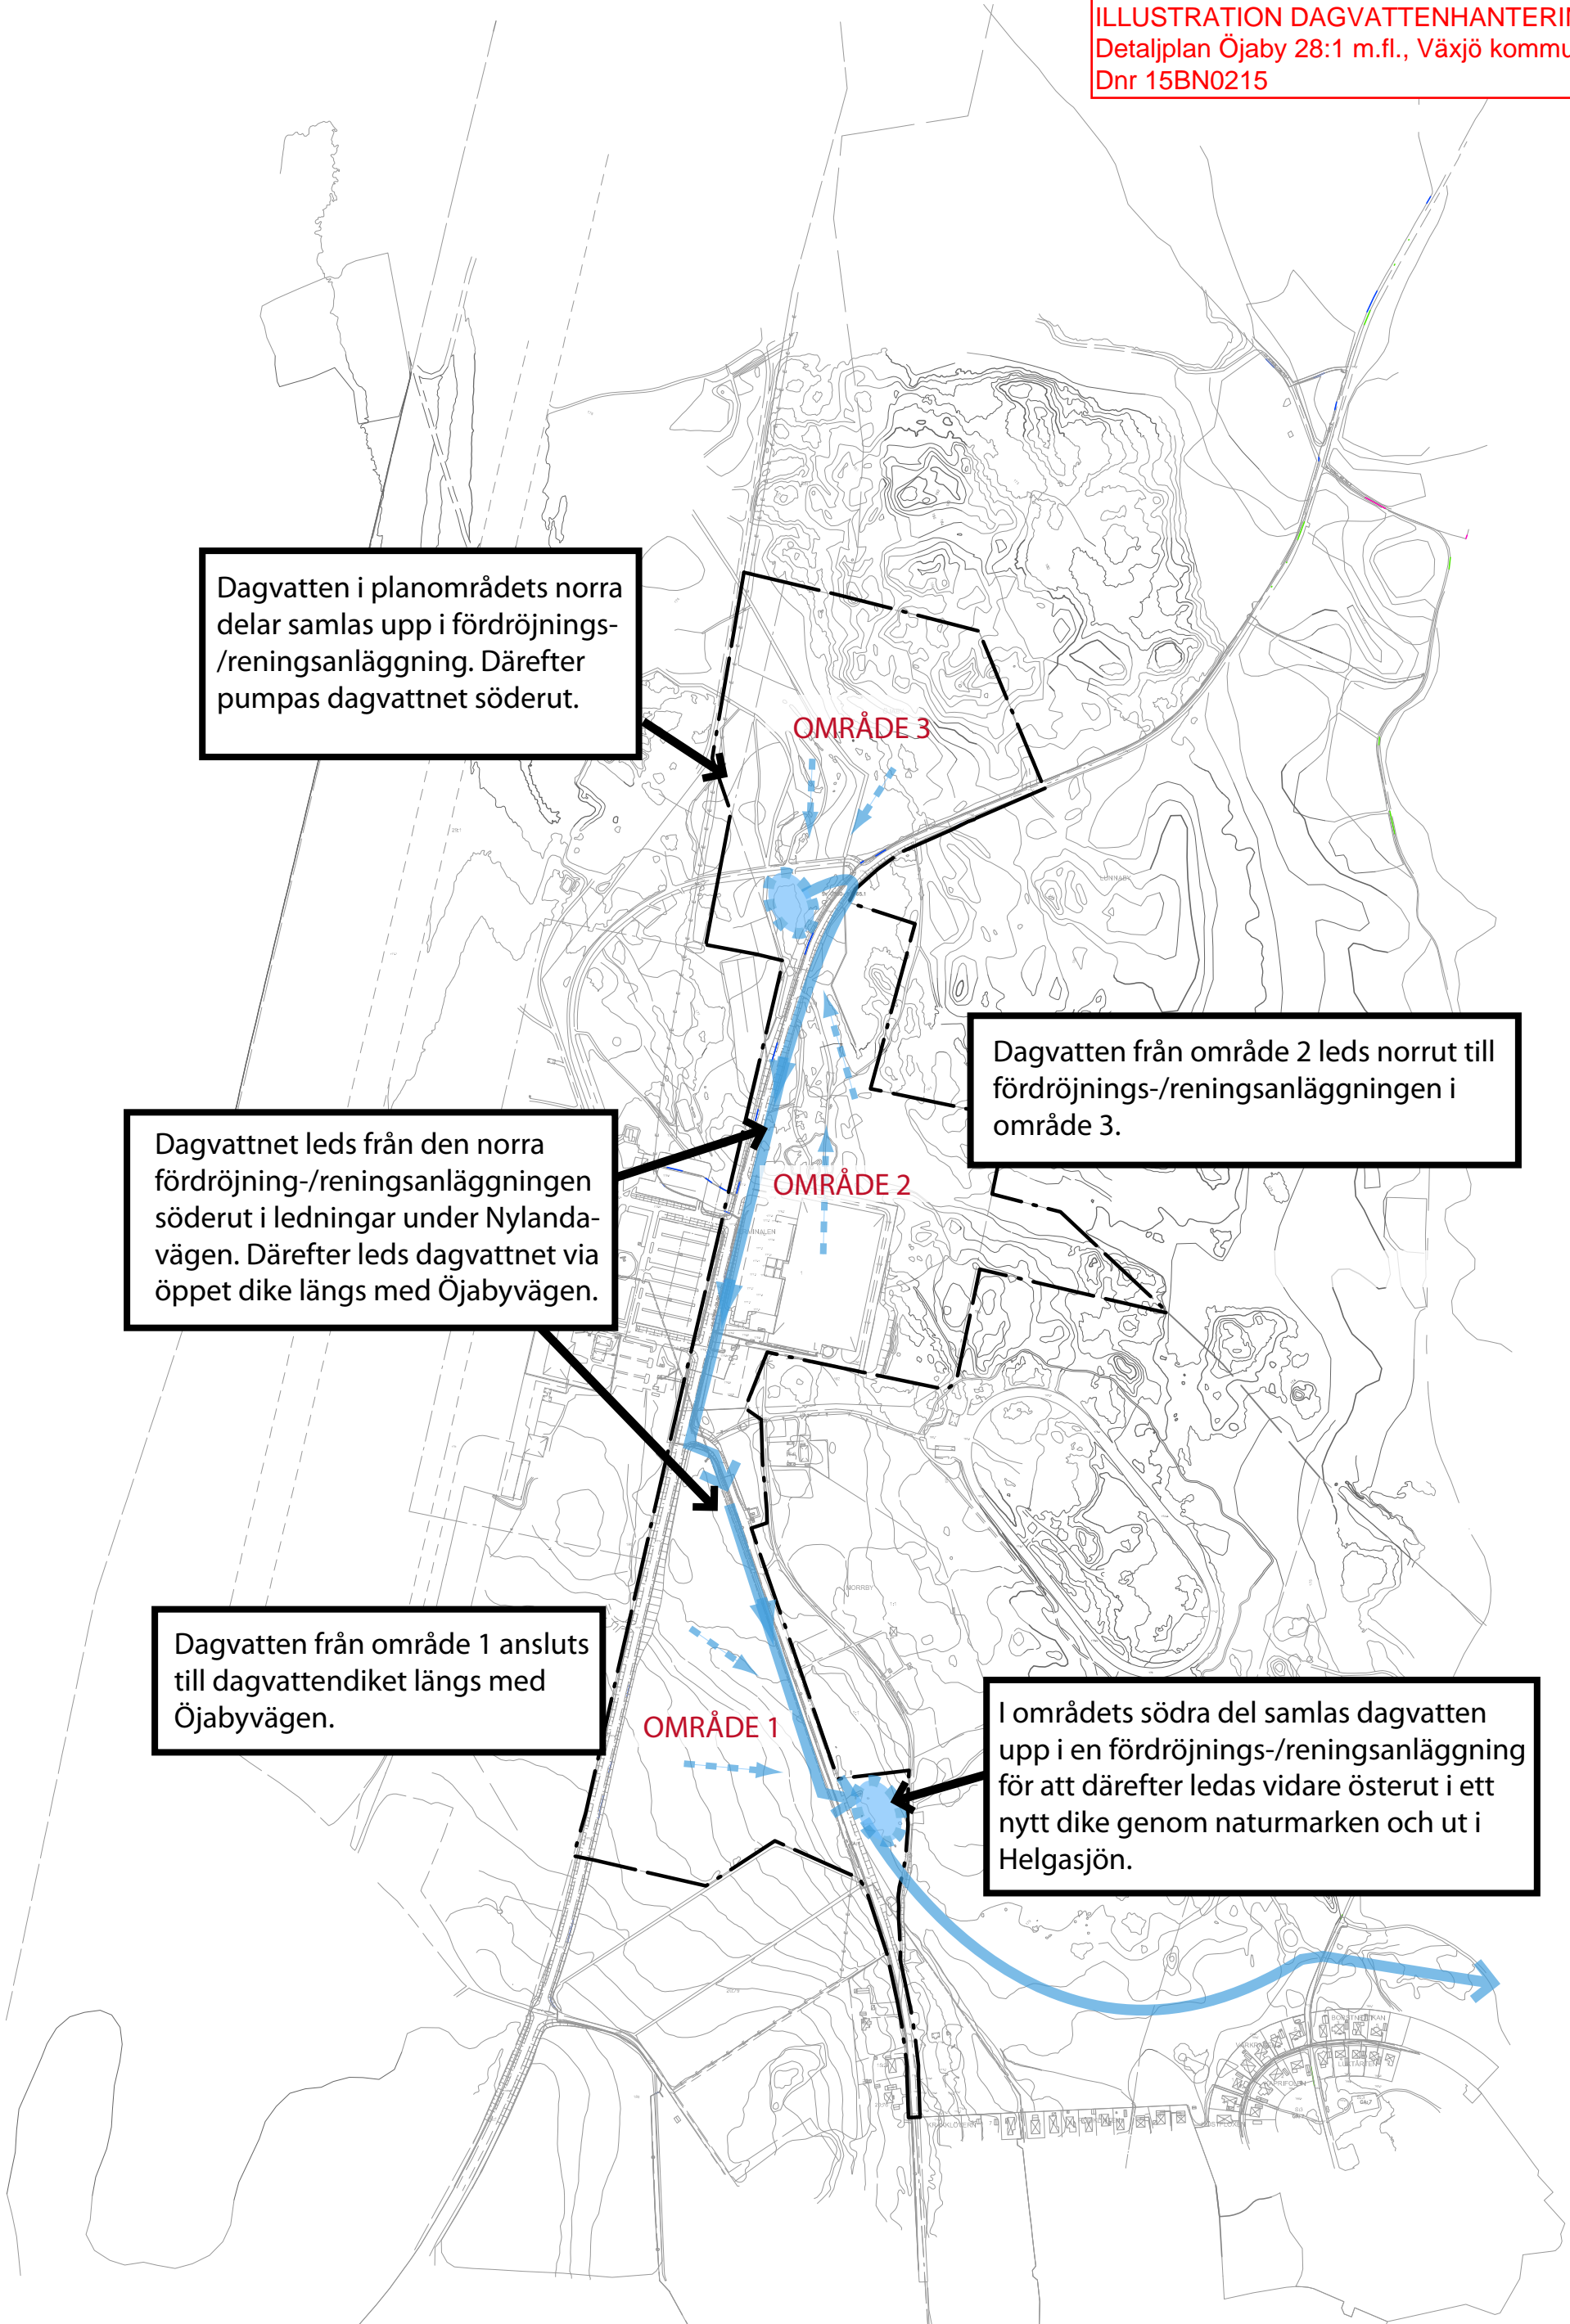 ILLUSTRATION DAGVATTENHANTERIN
Detaljplan Öjaby 28:1 m.fl., Växjö kommu
Dnr 15BN0215
Dagvatten i planområdets norra
delar samlas upp i fördröjnings-
/reningsanläggning. Därefter
pumpas dagvattnet söderut.
OMRÅDE 3
LUNNABY
Dagvatten från område 2 leds norrut till
fördröjnings-/reningsanläggningen i
område 3.
Dagvattnet leds från den norra
fördröjning-/reningsanläggningen
söderut i ledningar under Nylanda-
vägen. Därefter leds dagvattnet via
öppet dike längs med Öjabyvägen.
OMRÅDE 2
NORRBY
Dagvatten från område 1 ansluts
till dagvattendiket längs med
Öjabyvägen.
OMRÅDE 1
I områdets södra del samlas dagvatten
upp i en fördröjnings-/reningsanläggning
för att därefter ledas vidare österut i ett
nytt dike genom naturmarken och ut i
Helgasjön.